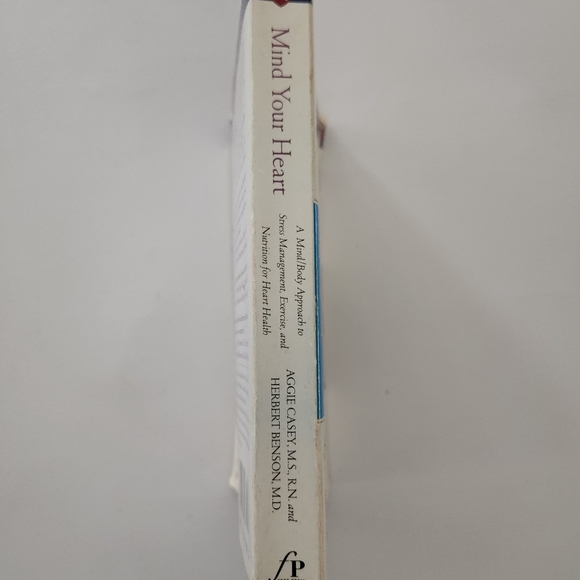 Mind Your Heart
A Mind/Body Approach to
Stress Management, Exercise, and
Nutrition for Heart Health
AGGIE CASEY, M.S., R.N. and
HERBERT BENSON, M.D.
fP